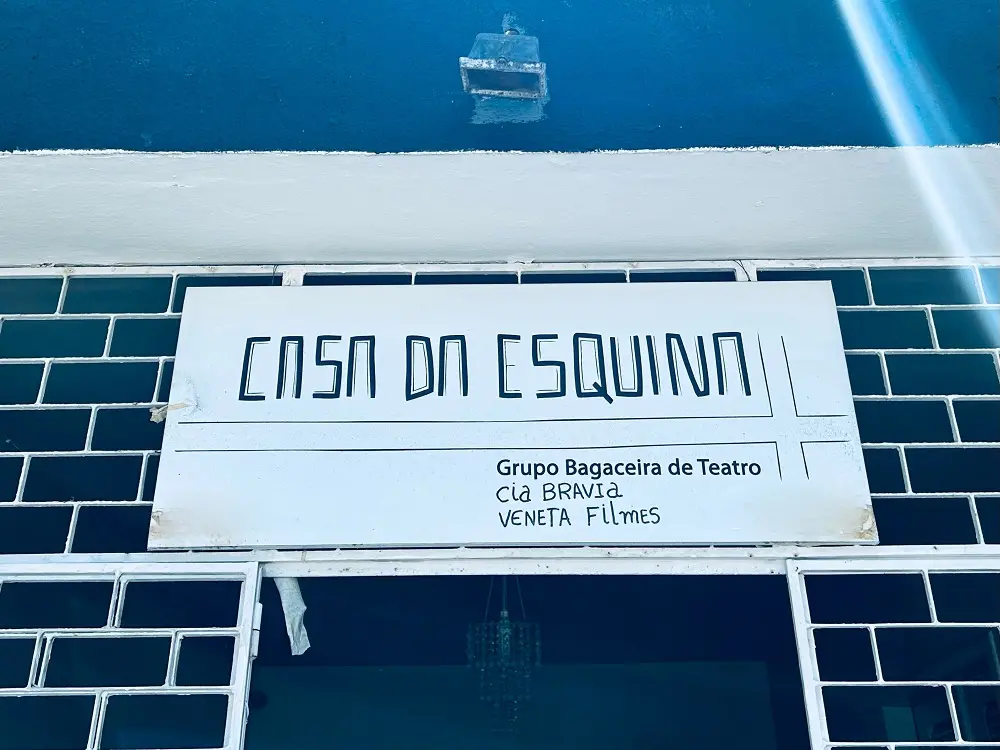 CASA DA ESQUINA
Grupo Bagaceira de Teatro
Cia BRAVIa
VENETA FilmES